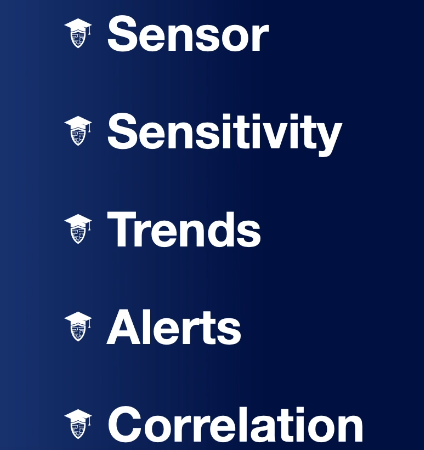 Sensor
Sensitivity
Trends
Alerts
Correlation